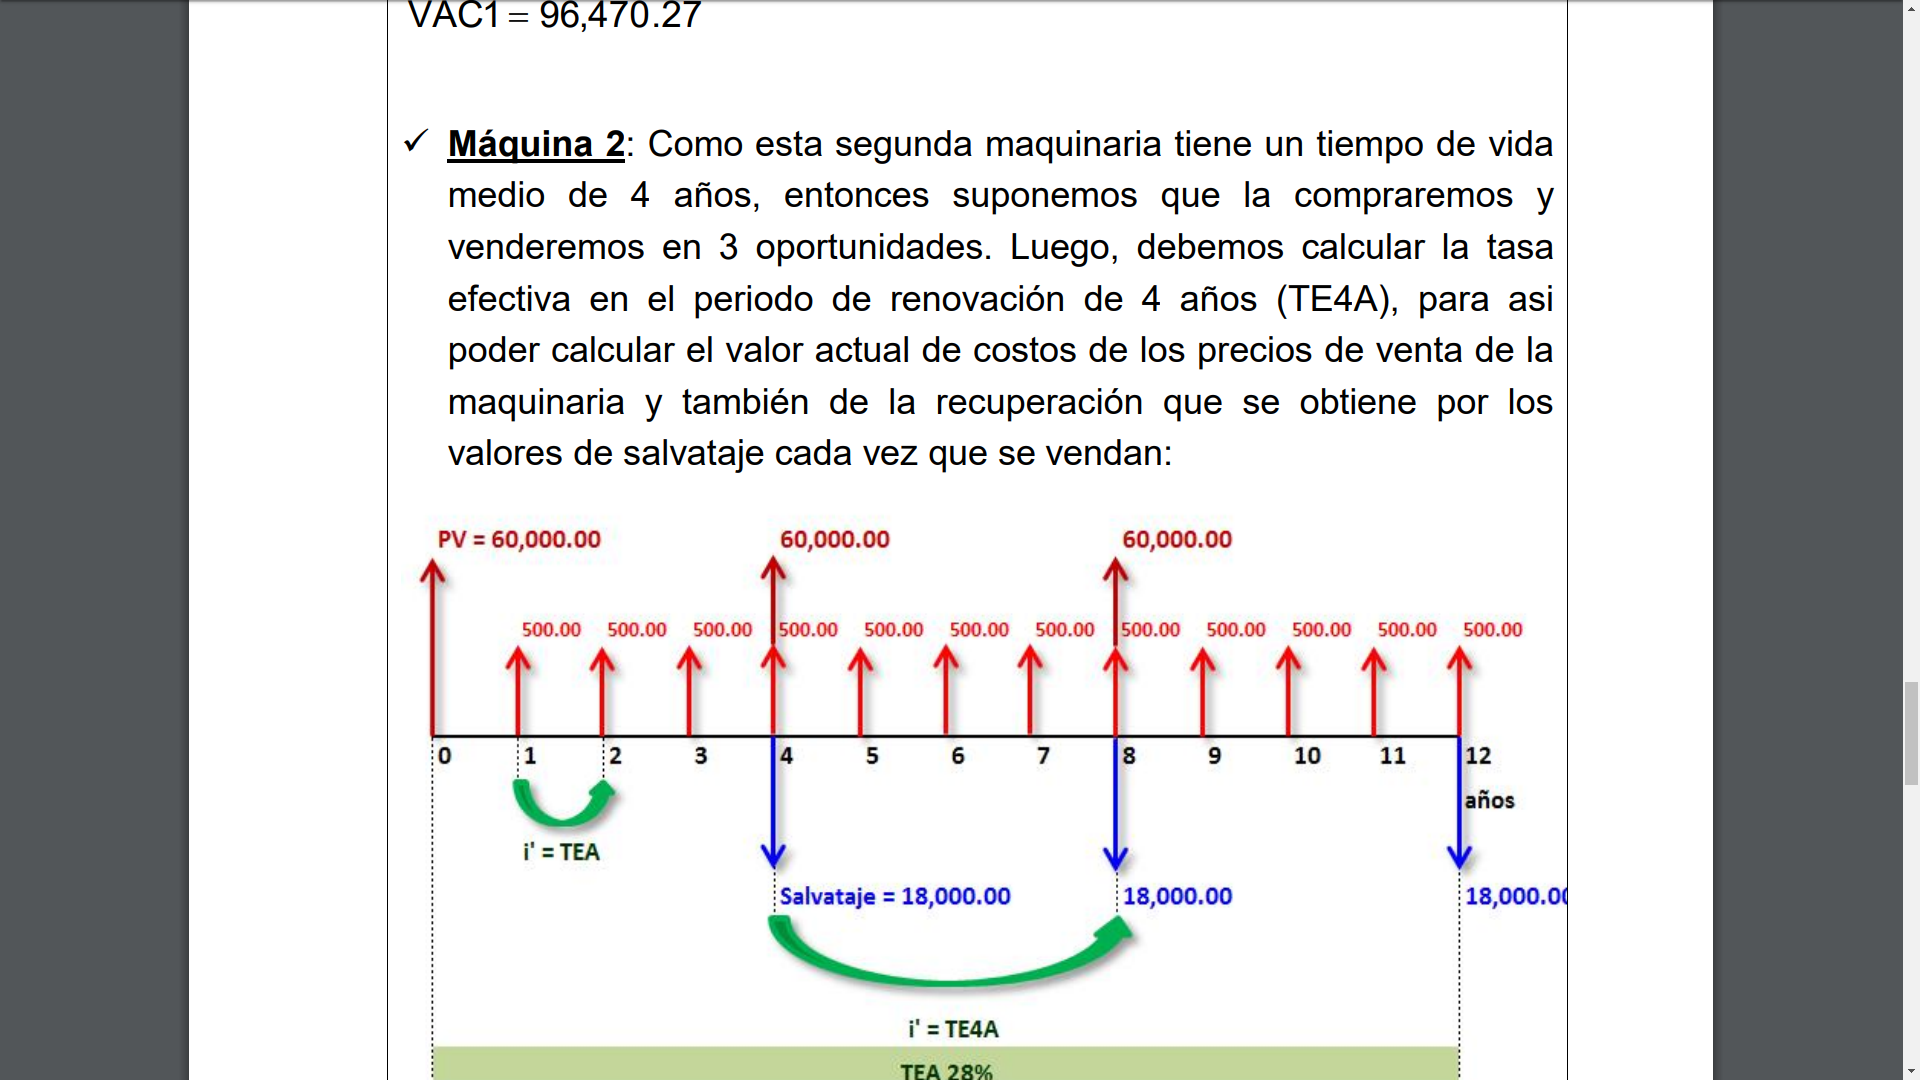 VAC1 = 96,470.27
✓ Máquina 2: Como esta segunda maquinaria tiene un tiempo de vida
medio de 4 años, entonces suponemos que la compraremos y
venderemos en 3 oportunidades. Luego, debemos calcular la tasa
efectiva en el periodo de renovación de 4 años (TE4A), para asi
poder calcular el valor actual de costos de los precios de venta de la
maquinaria y también de la recuperación que se obtiene por los
valores de salvataje cada vez que se vendan:
PV = 60,000.00 60,000.00 60,000.00
500.00 500.00 500.00 500.00 500.00 500.00 500.00 500.00 500.00 500.00 500.00 500.00
0 1 2 3 4 5 6 7 8 9 10 11 12
años
i' = TEA
Salvataje = 18,000.00 18,000.00 18,000.00
i' = TE4A
TEA 28%